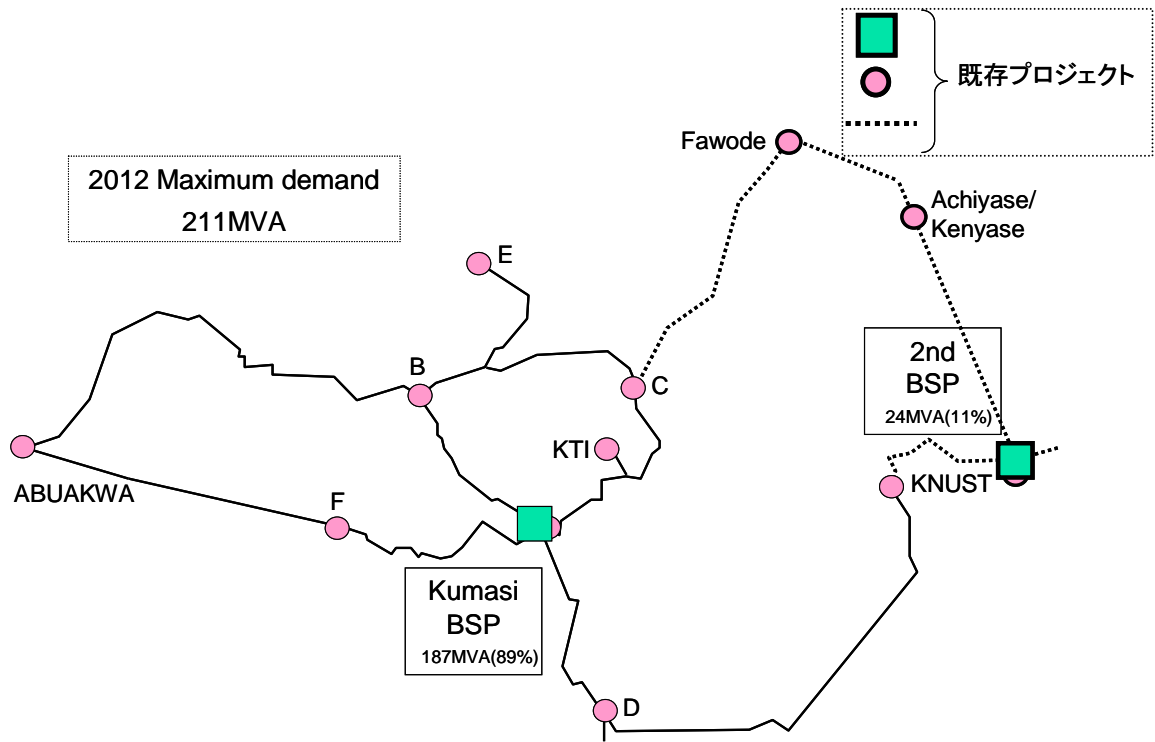 既存プロジェクト
Fawode
2012 Maximum demand
211MVA
Achiyase/
Kenyase
E
2nd
BSP
24MVA(11%)
B
C
KTI
KNUST
ABUAKWA
F
Kumasi
BSP
187MVA(89%)
D